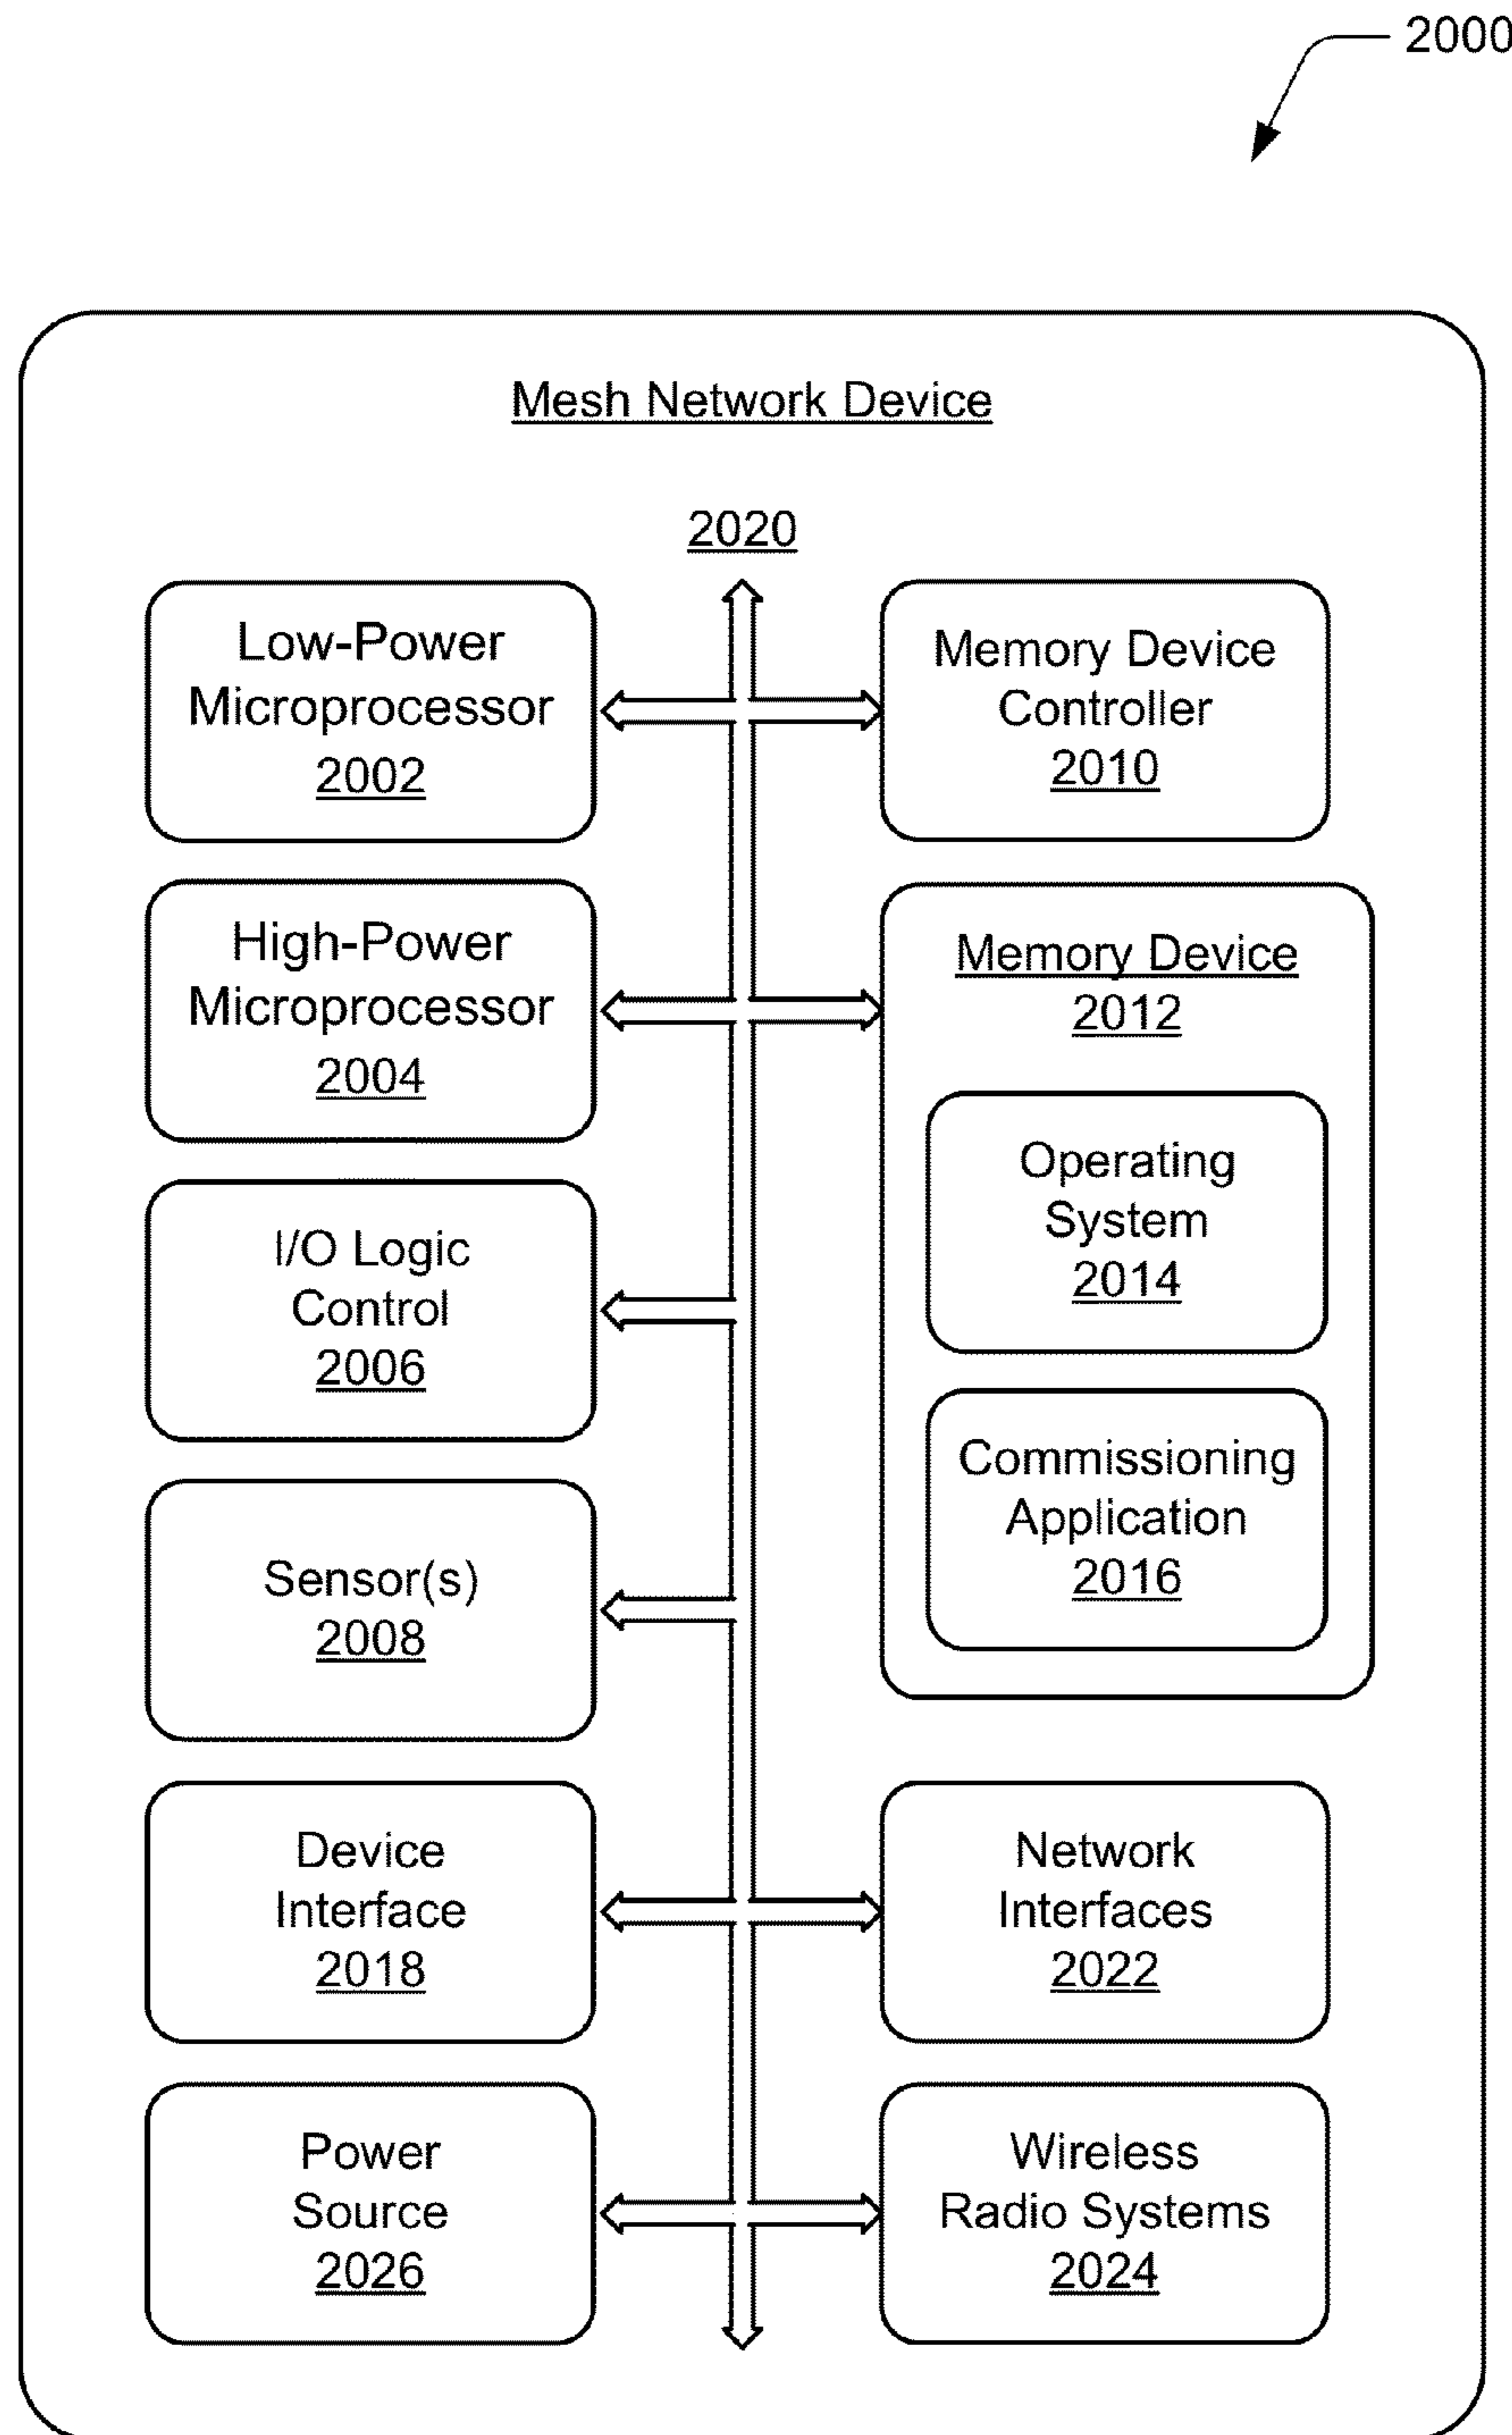 2000
Mesh Network Device
2020
Low-Power
Microprocessor
2002
Memory Device
Controller
2010
High-Power
Microprocessor
2004
Memory Device
2012
Operating
System
2014
I/O Logic
Control
2006
Commissioning
Application
2016
Sensor(s)
2008
Device
Interface
2018
Network
Interfaces
2022
Power
Source
2026
Wireless
Radio Systems
2024